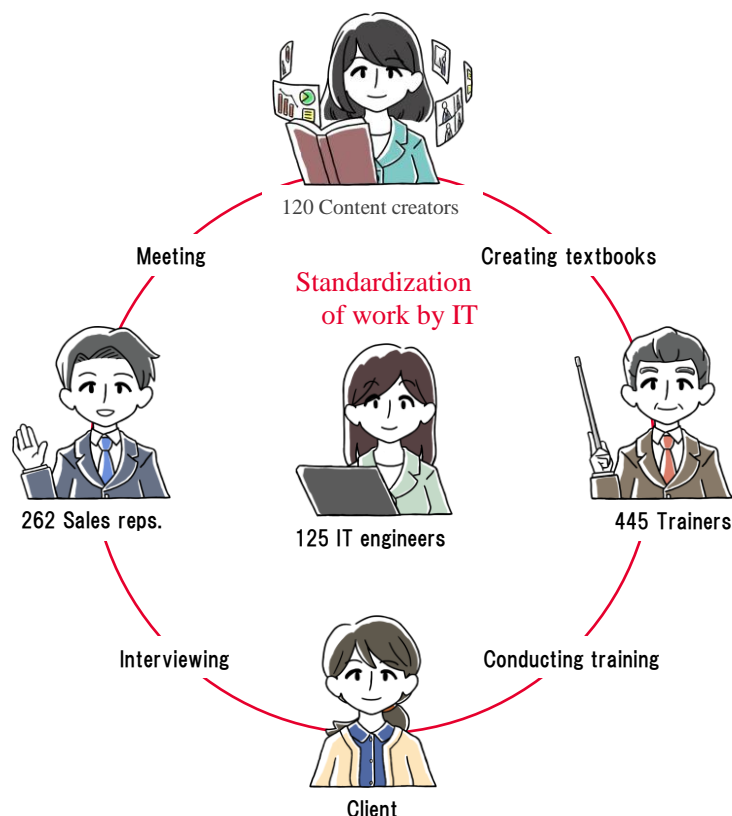 120 Content creators
Meeting
Creating textbooks
Standardization
of work by IT
262 Sales reps.
125 IT engineers
445 Trainers
Interviewing
Conducting training
Client